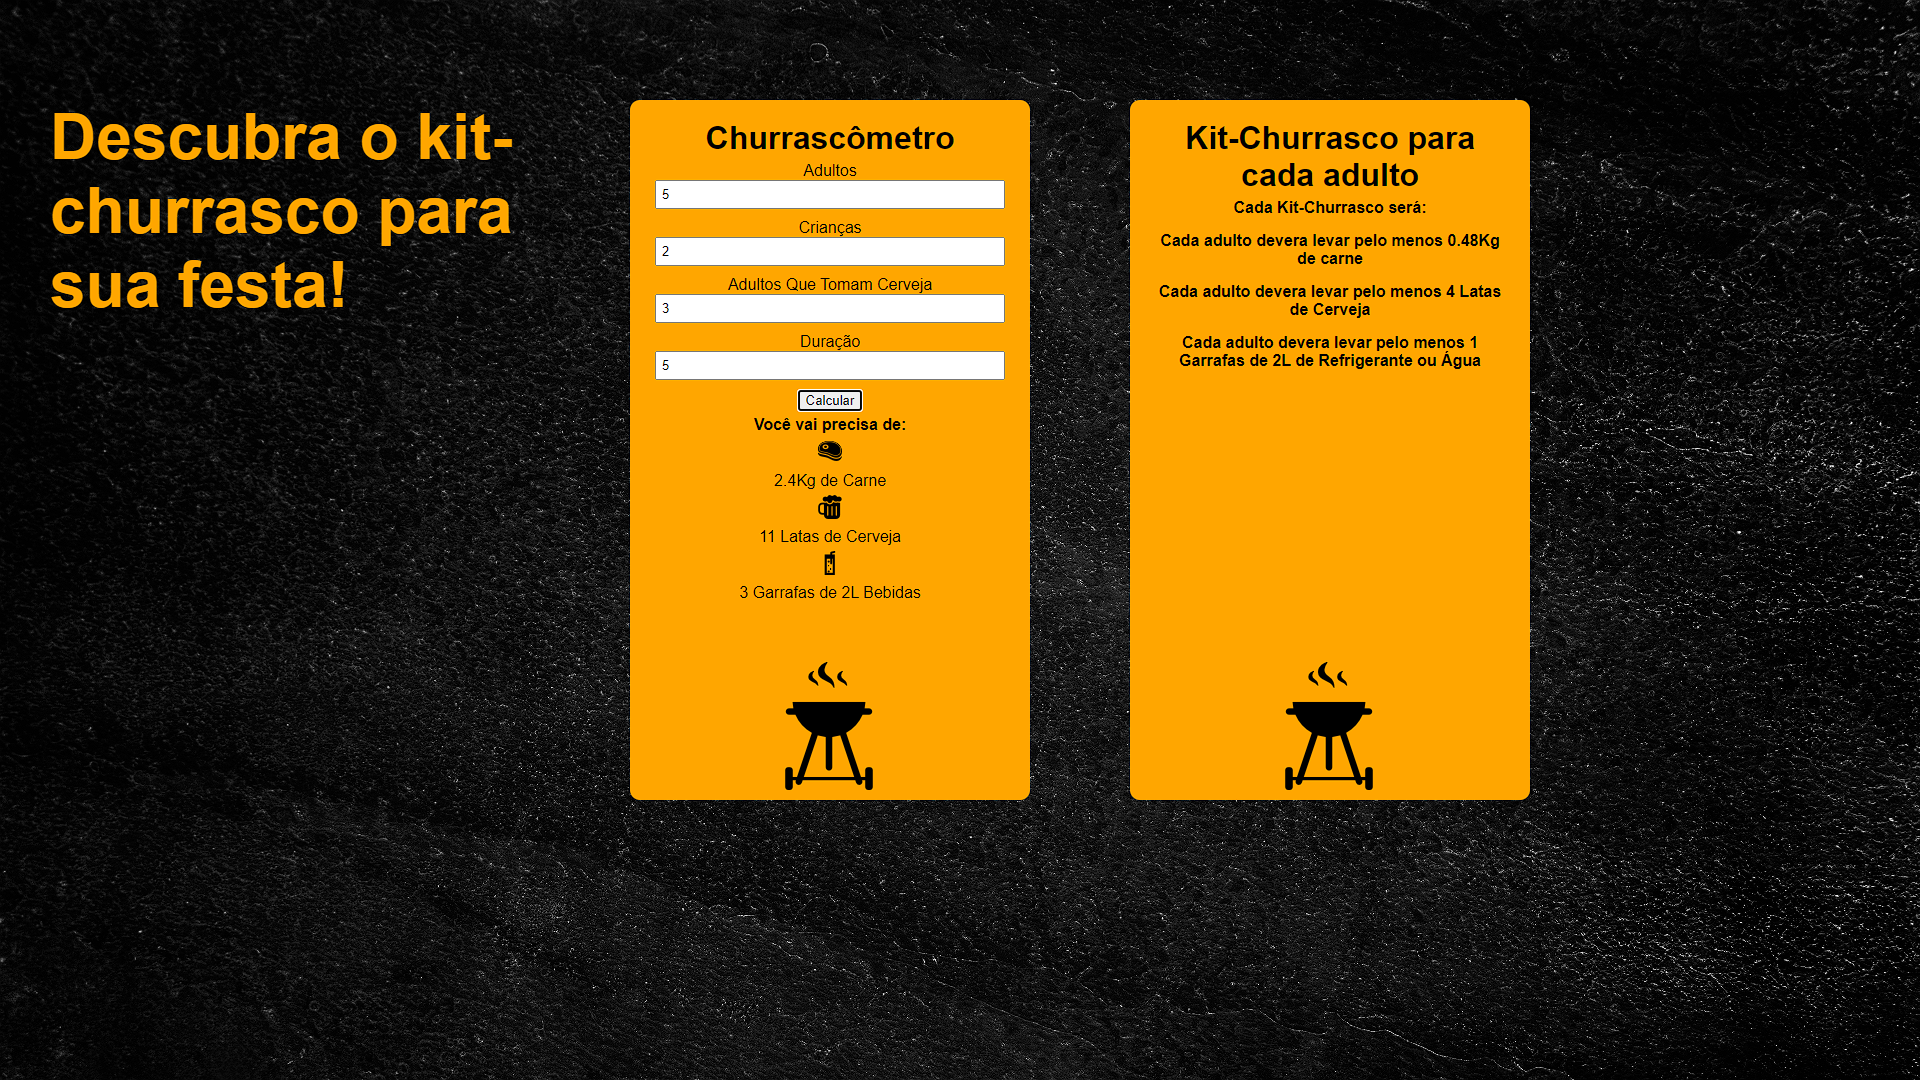 Descubra o kit-
churrasco para
sua festa!
Churrascômetro
Adultos
5
Crianças
2
Adultos Que Tomam Cerveja
3
Duração
5
Calcular
Você vai precisa de:
2.4Kg de Carne
11 Latas de Cerveja
3 Garrafas de 2L Bebidas
Kit-Churrasco para
cada adulto
Cada Kit-Churrasco será:
Cada adulto devera levar pelo menos 0.48Kg
de carne
Cada adulto devera levar pelo menos 4 Latas
de Cerveja
Cada adulto devera levar pelo menos 1
Garrafas de 2L de Refrigerante ou Água